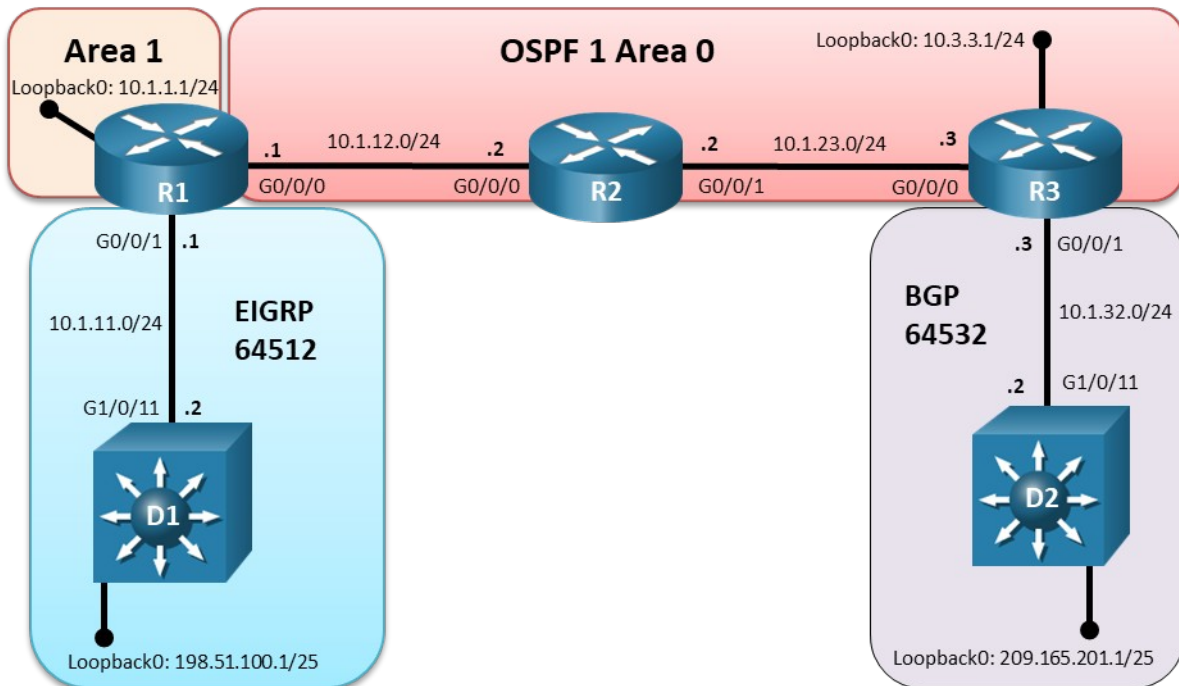 Area 1
OSPF 1 Area 0
Loopback0: 10.3.3.1/24
Loopback0: 10.1.1.1/24
.1
10.1.12.0/24
.2
.2
10.1.23.0/24
.3
R1
G0/0/0
G0/0/0
R2
G0/0/1
G0/0/0
R3
G0/0/1
.1
.3
G0/0/1
10.1.11.0/24
EIGRP
64512
BGP
64532
10.1.32.0/24
G1/0/11
.2
.2
G1/0/11
D1
D2
Loopback0: 198.51.100.1/25
Loopback0: 209.165.201.1/25